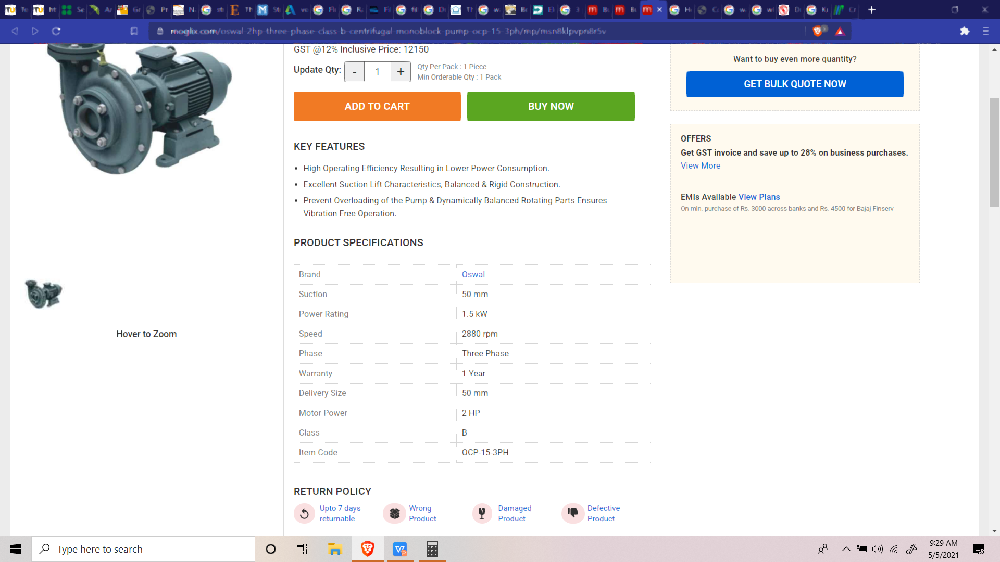 moglix.com/oswal-2hp-three-phase-class-b-centrifugal-monoblock-pump-ocp-15-3ph/mp/msn8klpvpn8r5v
GST @12% Inclusive Price: 12150
Update Qty: - 1 +
Qty Per Pack : 1 Piece
Min Orderable Qty : 1 Pack
ADD TO CART
BUY NOW
Want to buy even more quantity?
GET BULK QUOTE NOW
OFFERS
Get GST invoice and save up to 28% on business purchases.
View More
EMIs Available View Plans
On min. purchase of Rs. 3000 across banks and Rs. 4500 for Bajaj Finserv
KEY FEATURES
• High Operating Efficiency Resulting in Lower Power Consumption.
• Excellent Suction Lift Characteristics, Balanced & Rigid Construction.
• Prevent Overloading of the Pump & Dynamically Balanced Rotating Parts Ensures
Vibration Free Operation.
PRODUCT SPECIFICATIONS
Brand Oswal
Suction 50 mm
Power Rating 1.5 kW
Speed 2880 rpm
Phase Three Phase
Warranty 1 Year
Delivery Size 50 mm
Motor Power 2 HP
Class B
Item Code OCP-15-3PH
Hover to Zoom
RETURN POLICY
Upto 7 days
returnable
Wrong
Product
Damaged
Product
Defective
Product
Type here to search
9:29 AM
5/5/2021